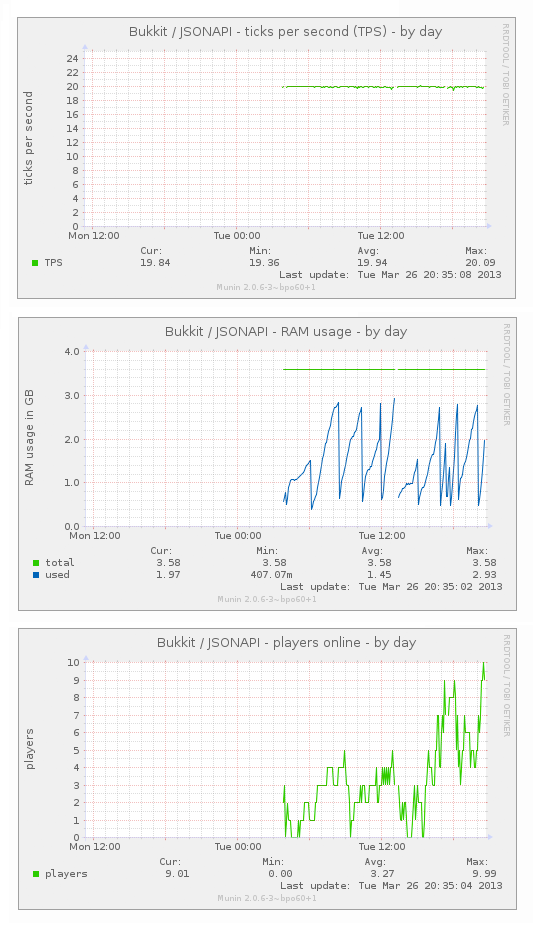 Bukkit / JSONAPI - ticks per second (TPS) - by day
RRDTOOL / TOBI OETIKER
ticks per second
24
22
20
18
16
14
12
10
8
6
4
2
0
Mon 12:00 Tue 00:00 Tue 12:00
Cur: Min: Avg: Max:
TPS 19.84 19.36 19.94 20.09
Last update: Tue Mar 26 20:35:08 2013
Munin 2.0.6-3~bpo60+1
Bukkit / JSONAPI - RAM usage - by day
RRDTOOL / TOBI OETIKER
RAM usage in GB
4.0
3.0
2.0
1.0
0.0
Mon 12:00 Tue 00:00 Tue 12:00
Cur: Min: Avg: Max:
total 3.58 3.58 3.58 3.58
used 1.97 407.07m 1.45 2.93
Last update: Tue Mar 26 20:35:02 2013
Munin 2.0.6-3~bpo60+1
Bukkit / JSONAPI - players online - by day
RRDTOOL / TOBI OETIKER
players
10
9
8
7
6
5
4
3
2
1
0
Mon 12:00 Tue 00:00 Tue 12:00
Cur: Min: Avg: Max:
players 9.01 0.00 3.27 9.99
Last update: Tue Mar 26 20:35:04 2013
Munin 2.0.6-3~bpo60+1